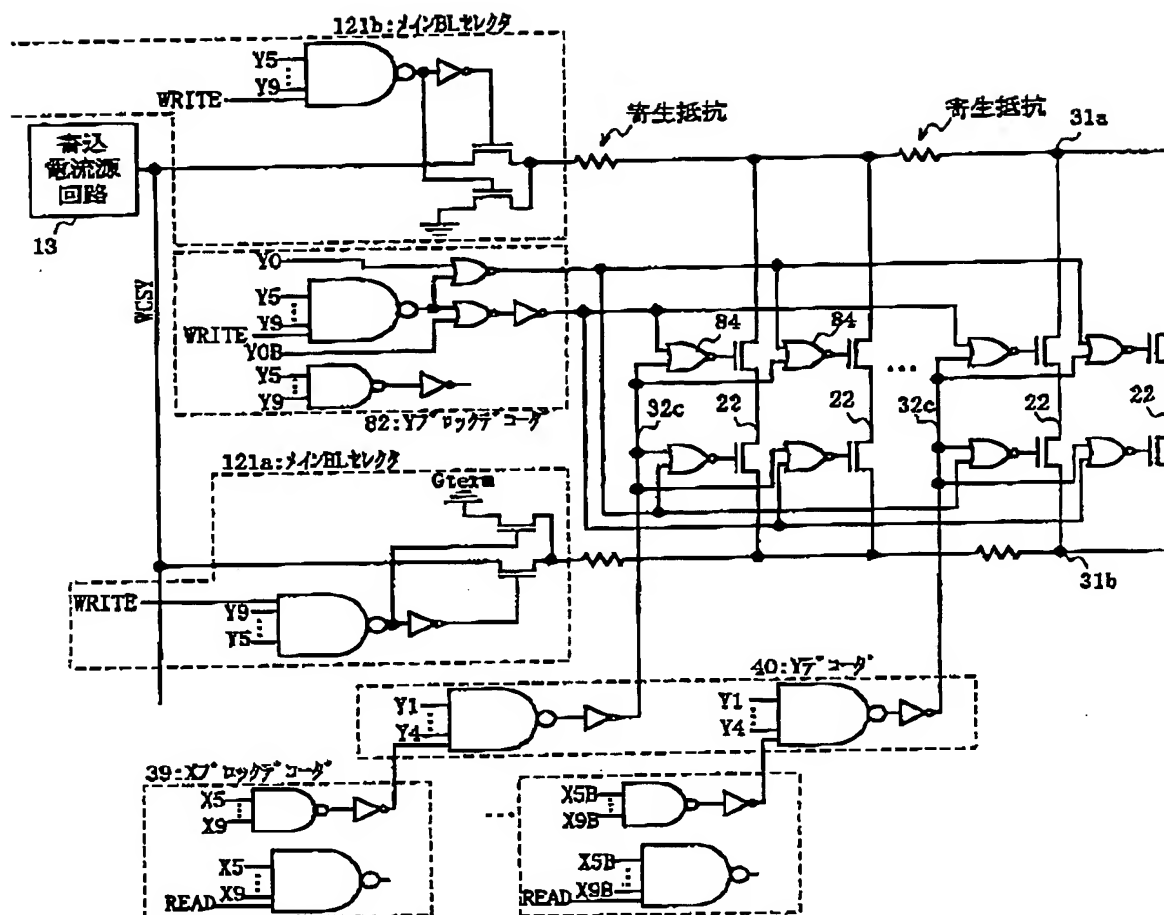 121b:メインBLセレクタ
Y5
Y9
WRITE
書込
電流源
回路
13
寄生抵抗
寄生抵抗
31a
WCSY
Y0
Y5
Y9
WRITE
Y0B
Y5
Y9
82:Yブロックデコーダ
84
84
...
32c
22
22
32c
22
22
121a:メインBLセレクタ
Gterm
WRITE
Y9
Y5
31b
40:Yデコーダ
Y1
Y4
Y1
Y4
39:Xブロックデコーダ
X5
X9
X5
X9
READ
....
X5B
X9B
X5B
X9B
READ